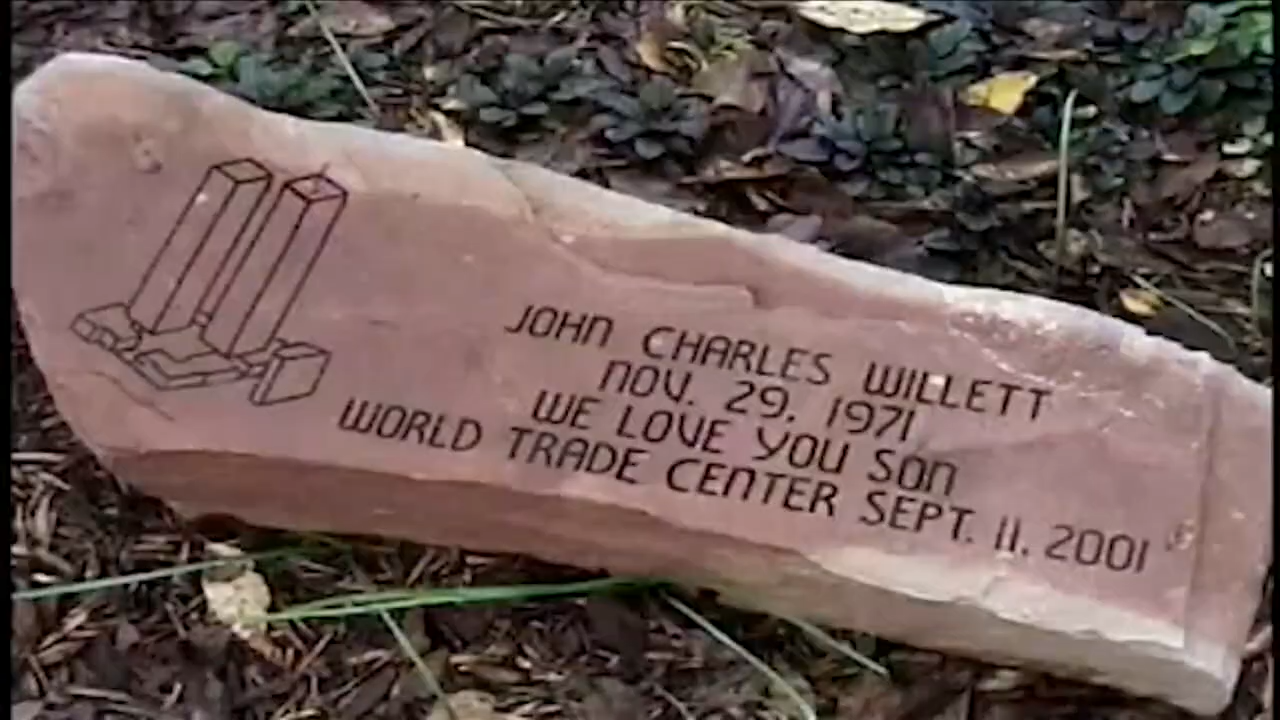 JOHN CHARLES WILLETT
NOV. 29, 1971
WE LOVE YOU SON
WORLD TRADE CENTER SEPT. 11, 2001